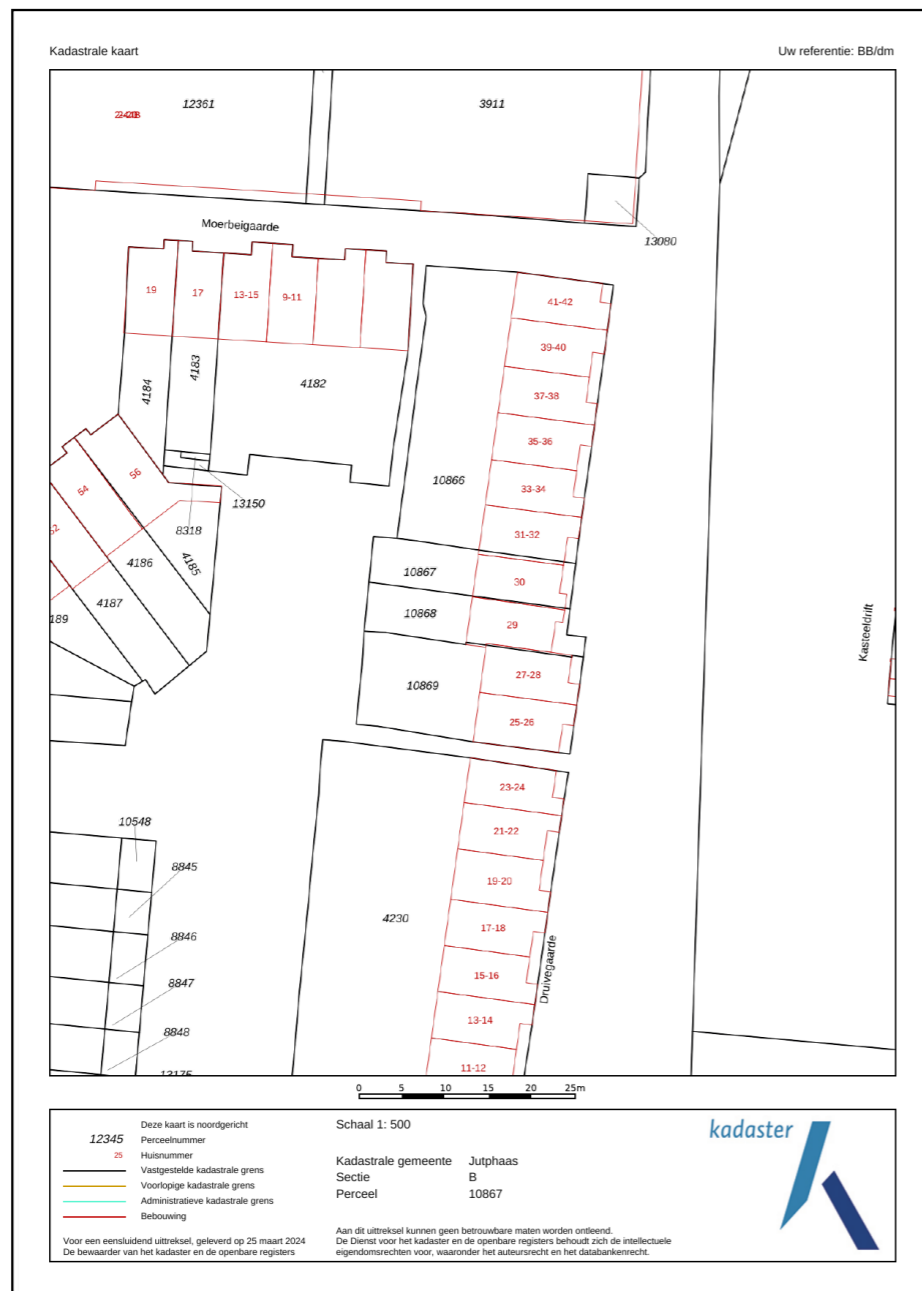 Kadastrale kaart
Uw referentie: BB/dm
12361
3911
Moerbeigaarde
13080
19
17
13-15
9-11
41-42
39-40
37-38
35-36
33-34
31-32
30
29
27-28
25-26
4184
4183
4182
10866
10867
10868
10869
56
54
52
13150
8318
4185
4186
4187
189
Kasteeldrift
23-24
21-22
19-20
17-18
15-16
13-14
11-12
4230
Druivegaarde
10548
8845
8846
8847
8848
13175
0 5 10 15 20 25m
Deze kaart is noordgericht
12345 Perceelnummer
25 Huisnummer
Vastgestelde kadastrale grens
Voorlopige kadastrale grens
Administratieve kadastrale grens
Bebouwing
Voor een eensluidend uittreksel, geleverd op 25 maart 2024
De bewaarder van het kadaster en de openbare registers
Schaal 1: 500
Kadastrale gemeente Jutphaas
Sectie B
Perceel 10867
Aan dit uittreksel kunnen geen betrouwbare maten worden ontleend.
De Dienst voor het kadaster en de openbare registers behoudt zich de intellectuele
eigendomsrechten voor, waaronder het auteursrecht en het databankenrecht.
kadaster